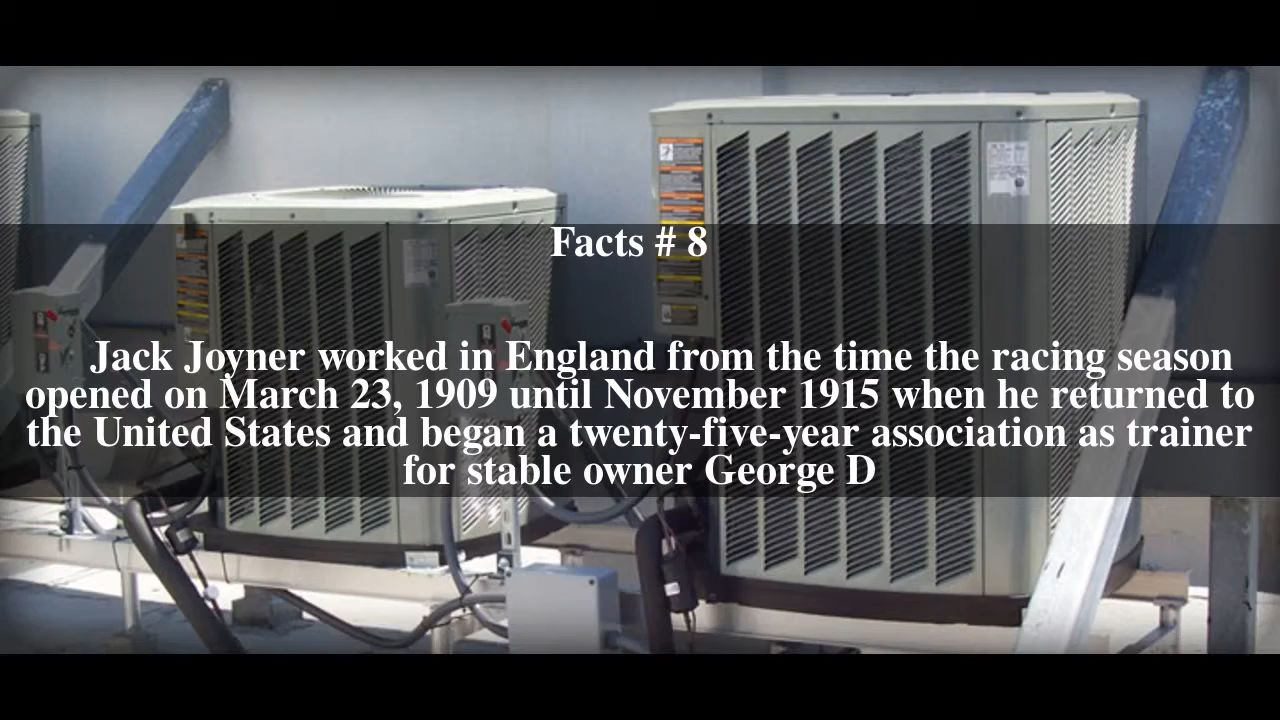 Facts # 8
Jack Joyner worked in England from the time the racing season
opened on March 23, 1909 until November 1915 when he returned to
the United States and began a twenty-five-year association as trainer
for stable owner George D